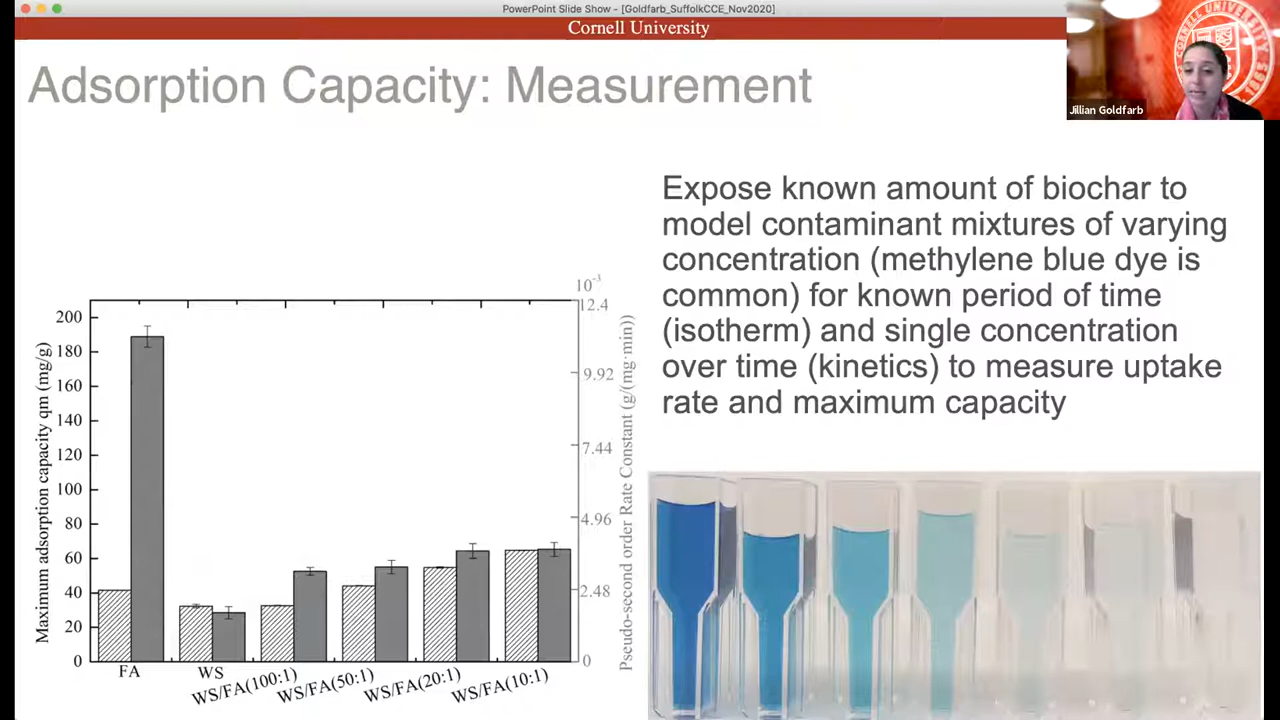 PowerPoint Slide Show - [Goldfarb_SuffolkCCE_Nov2020]
Cornell University
Adsorption Capacity: Measurement
CORNELL UNIVERSITY
Jillian Goldfarb
Expose known amount of biochar to
model contaminant mixtures of varying
concentration (methylene blue dye is
common) for known period of time
(isotherm) and single concentration
over time (kinetics) to measure uptake
rate and maximum capacity
Maximum adsorption capacity qm (mg/g)
200
180
160
140
120
100
80
60
40
20
0
10⁻³
12.4
9.92
7.44
4.96
2.48
0
Pseudo-second order Rate Constant (g/(mg·min))
FA
WS
WS/FA(100:1)
WS/FA(50:1)
WS/FA(20:1)
WS/FA(10:1)